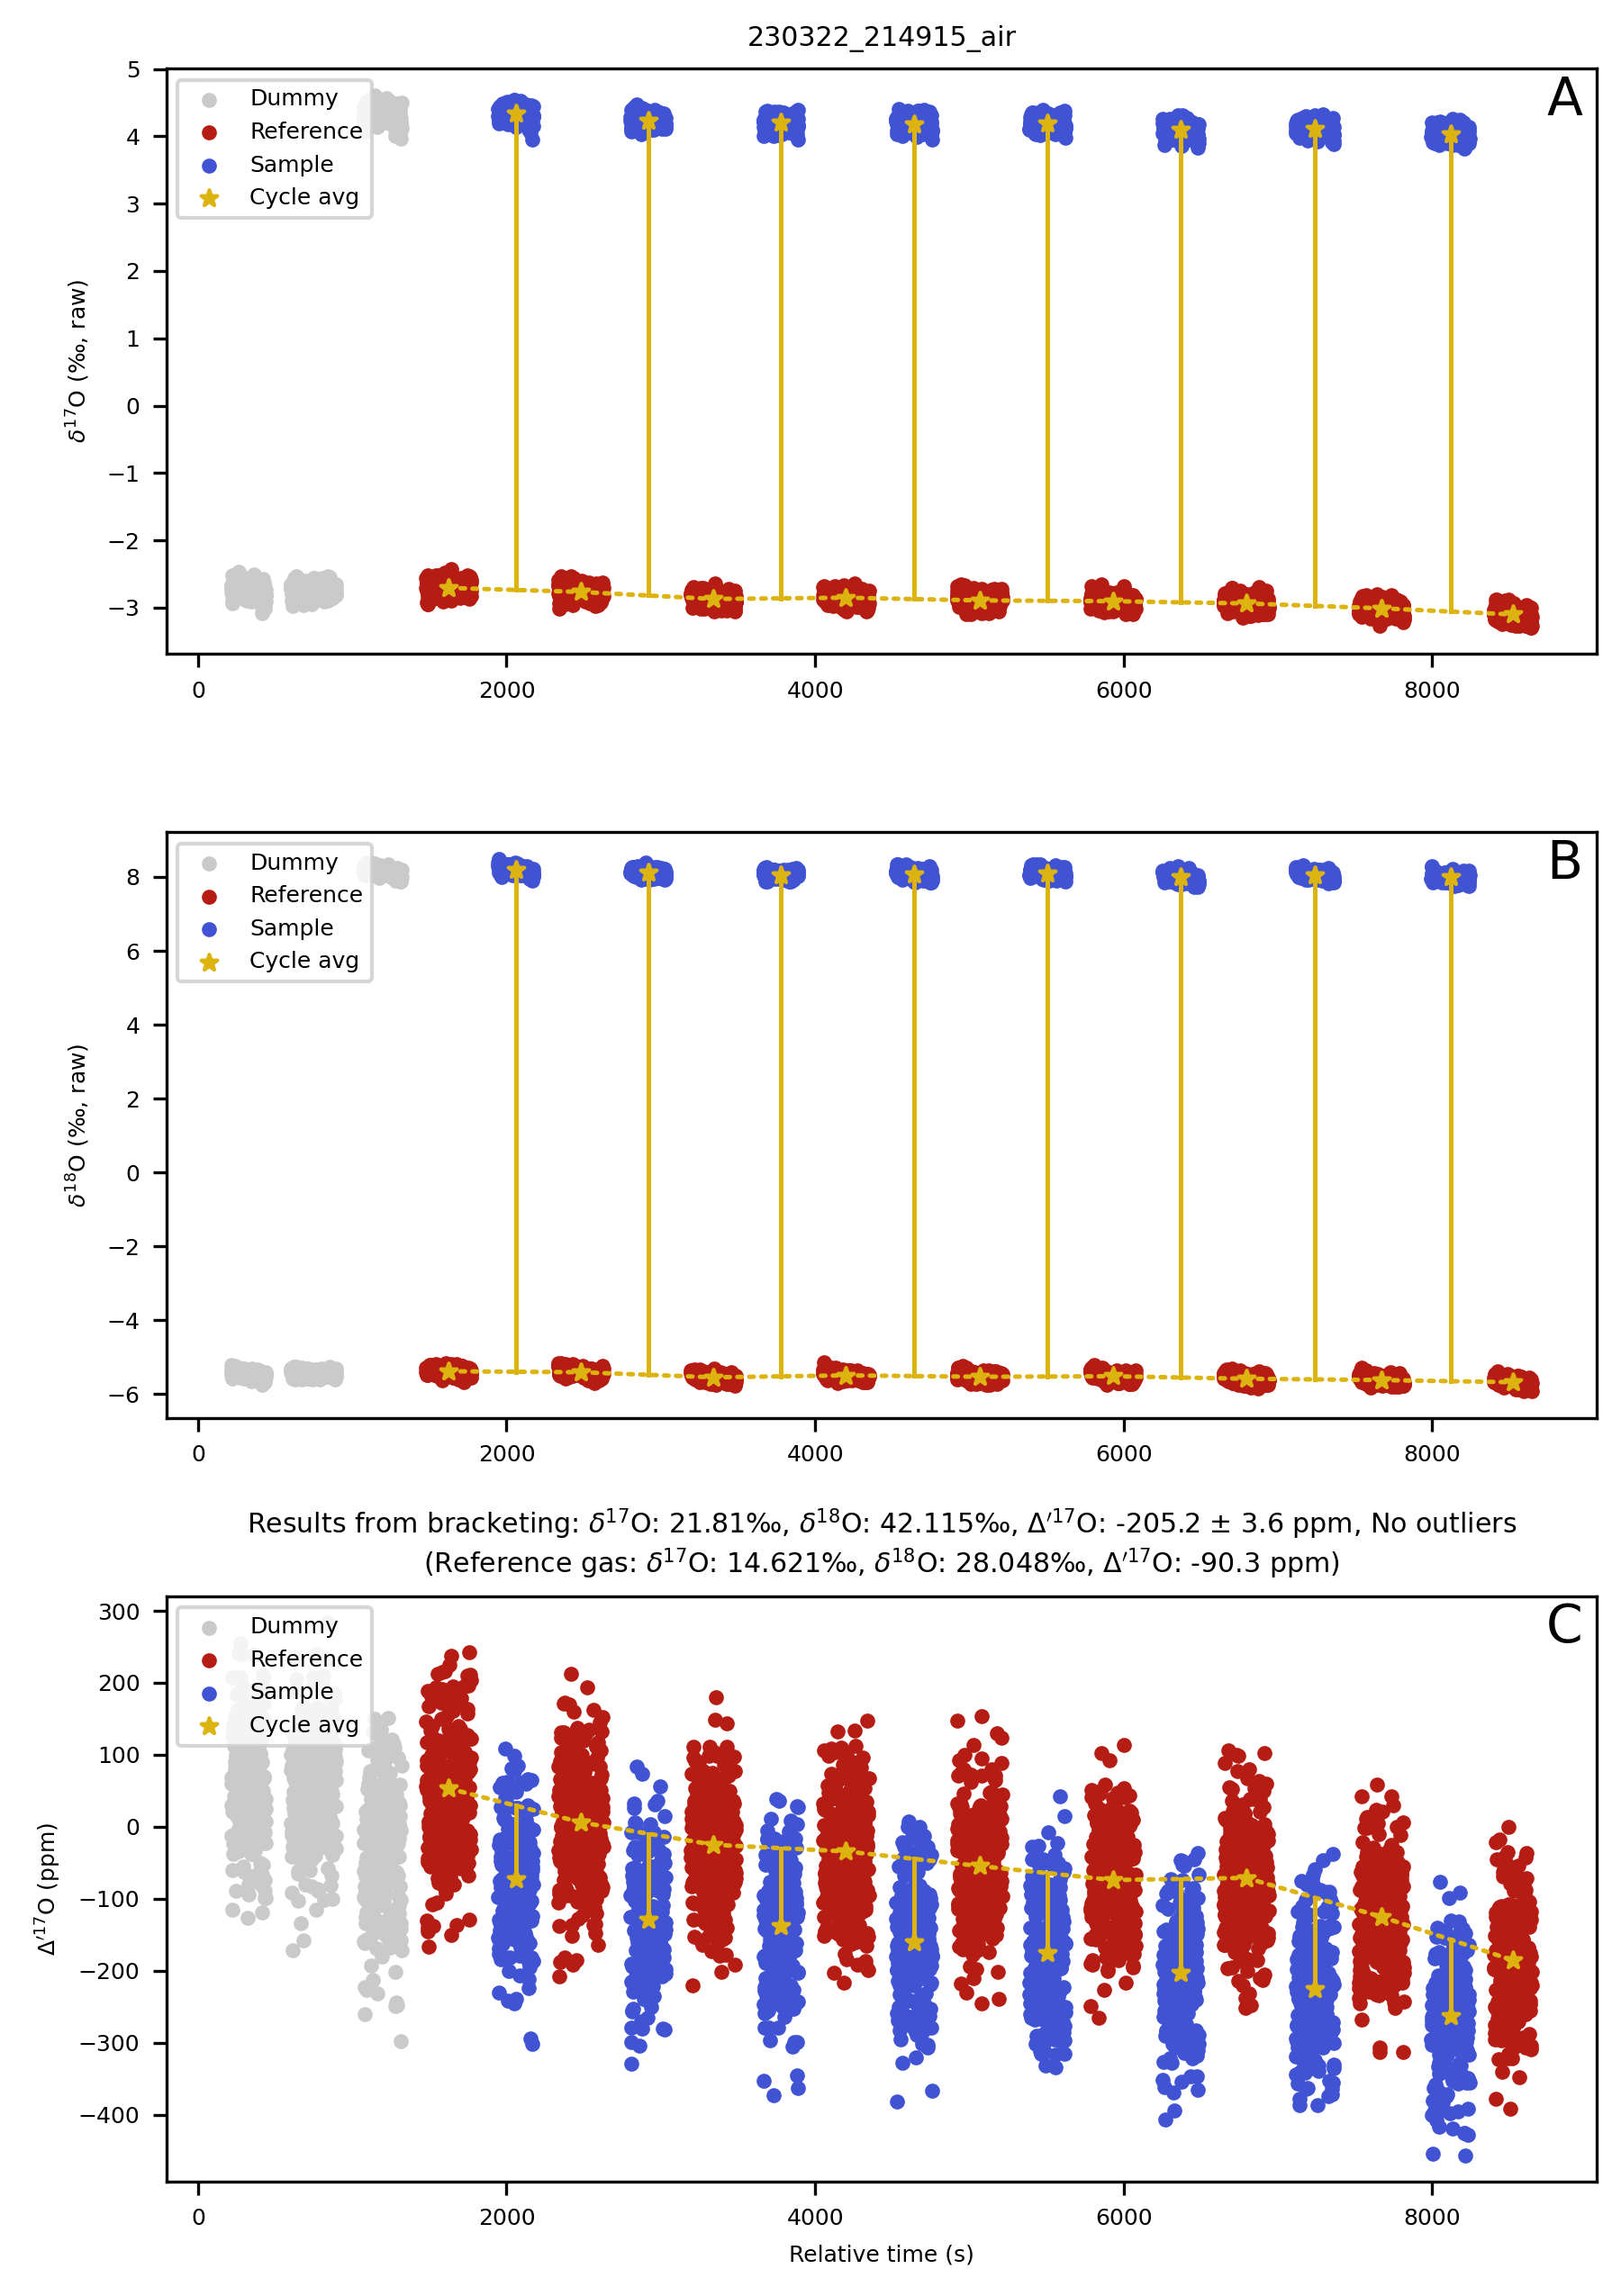 230322_214915_air
A
5
4
3
2
1
0
−1
−2
−3
δ¹⁷O (‰, raw)
Dummy
Reference
Sample
Cycle avg
0 2000 4000 6000 8000
B
8
6
4
2
0
−2
−4
−6
δ¹⁸O (‰, raw)
Dummy
Reference
Sample
Cycle avg
0 2000 4000 6000 8000
Results from bracketing: δ¹⁷O: 21.81‰, δ¹⁸O: 42.115‰, Δ′¹⁷O: -205.2 ± 3.6 ppm, No outliers
(Reference gas: δ¹⁷O: 14.621‰, δ¹⁸O: 28.048‰, Δ′¹⁷O: -90.3 ppm)
C
300
200
100
0
−100
−200
−300
−400
Δ′¹⁷O (ppm)
Dummy
Reference
Sample
Cycle avg
0 2000 4000 6000 8000
Relative time (s)